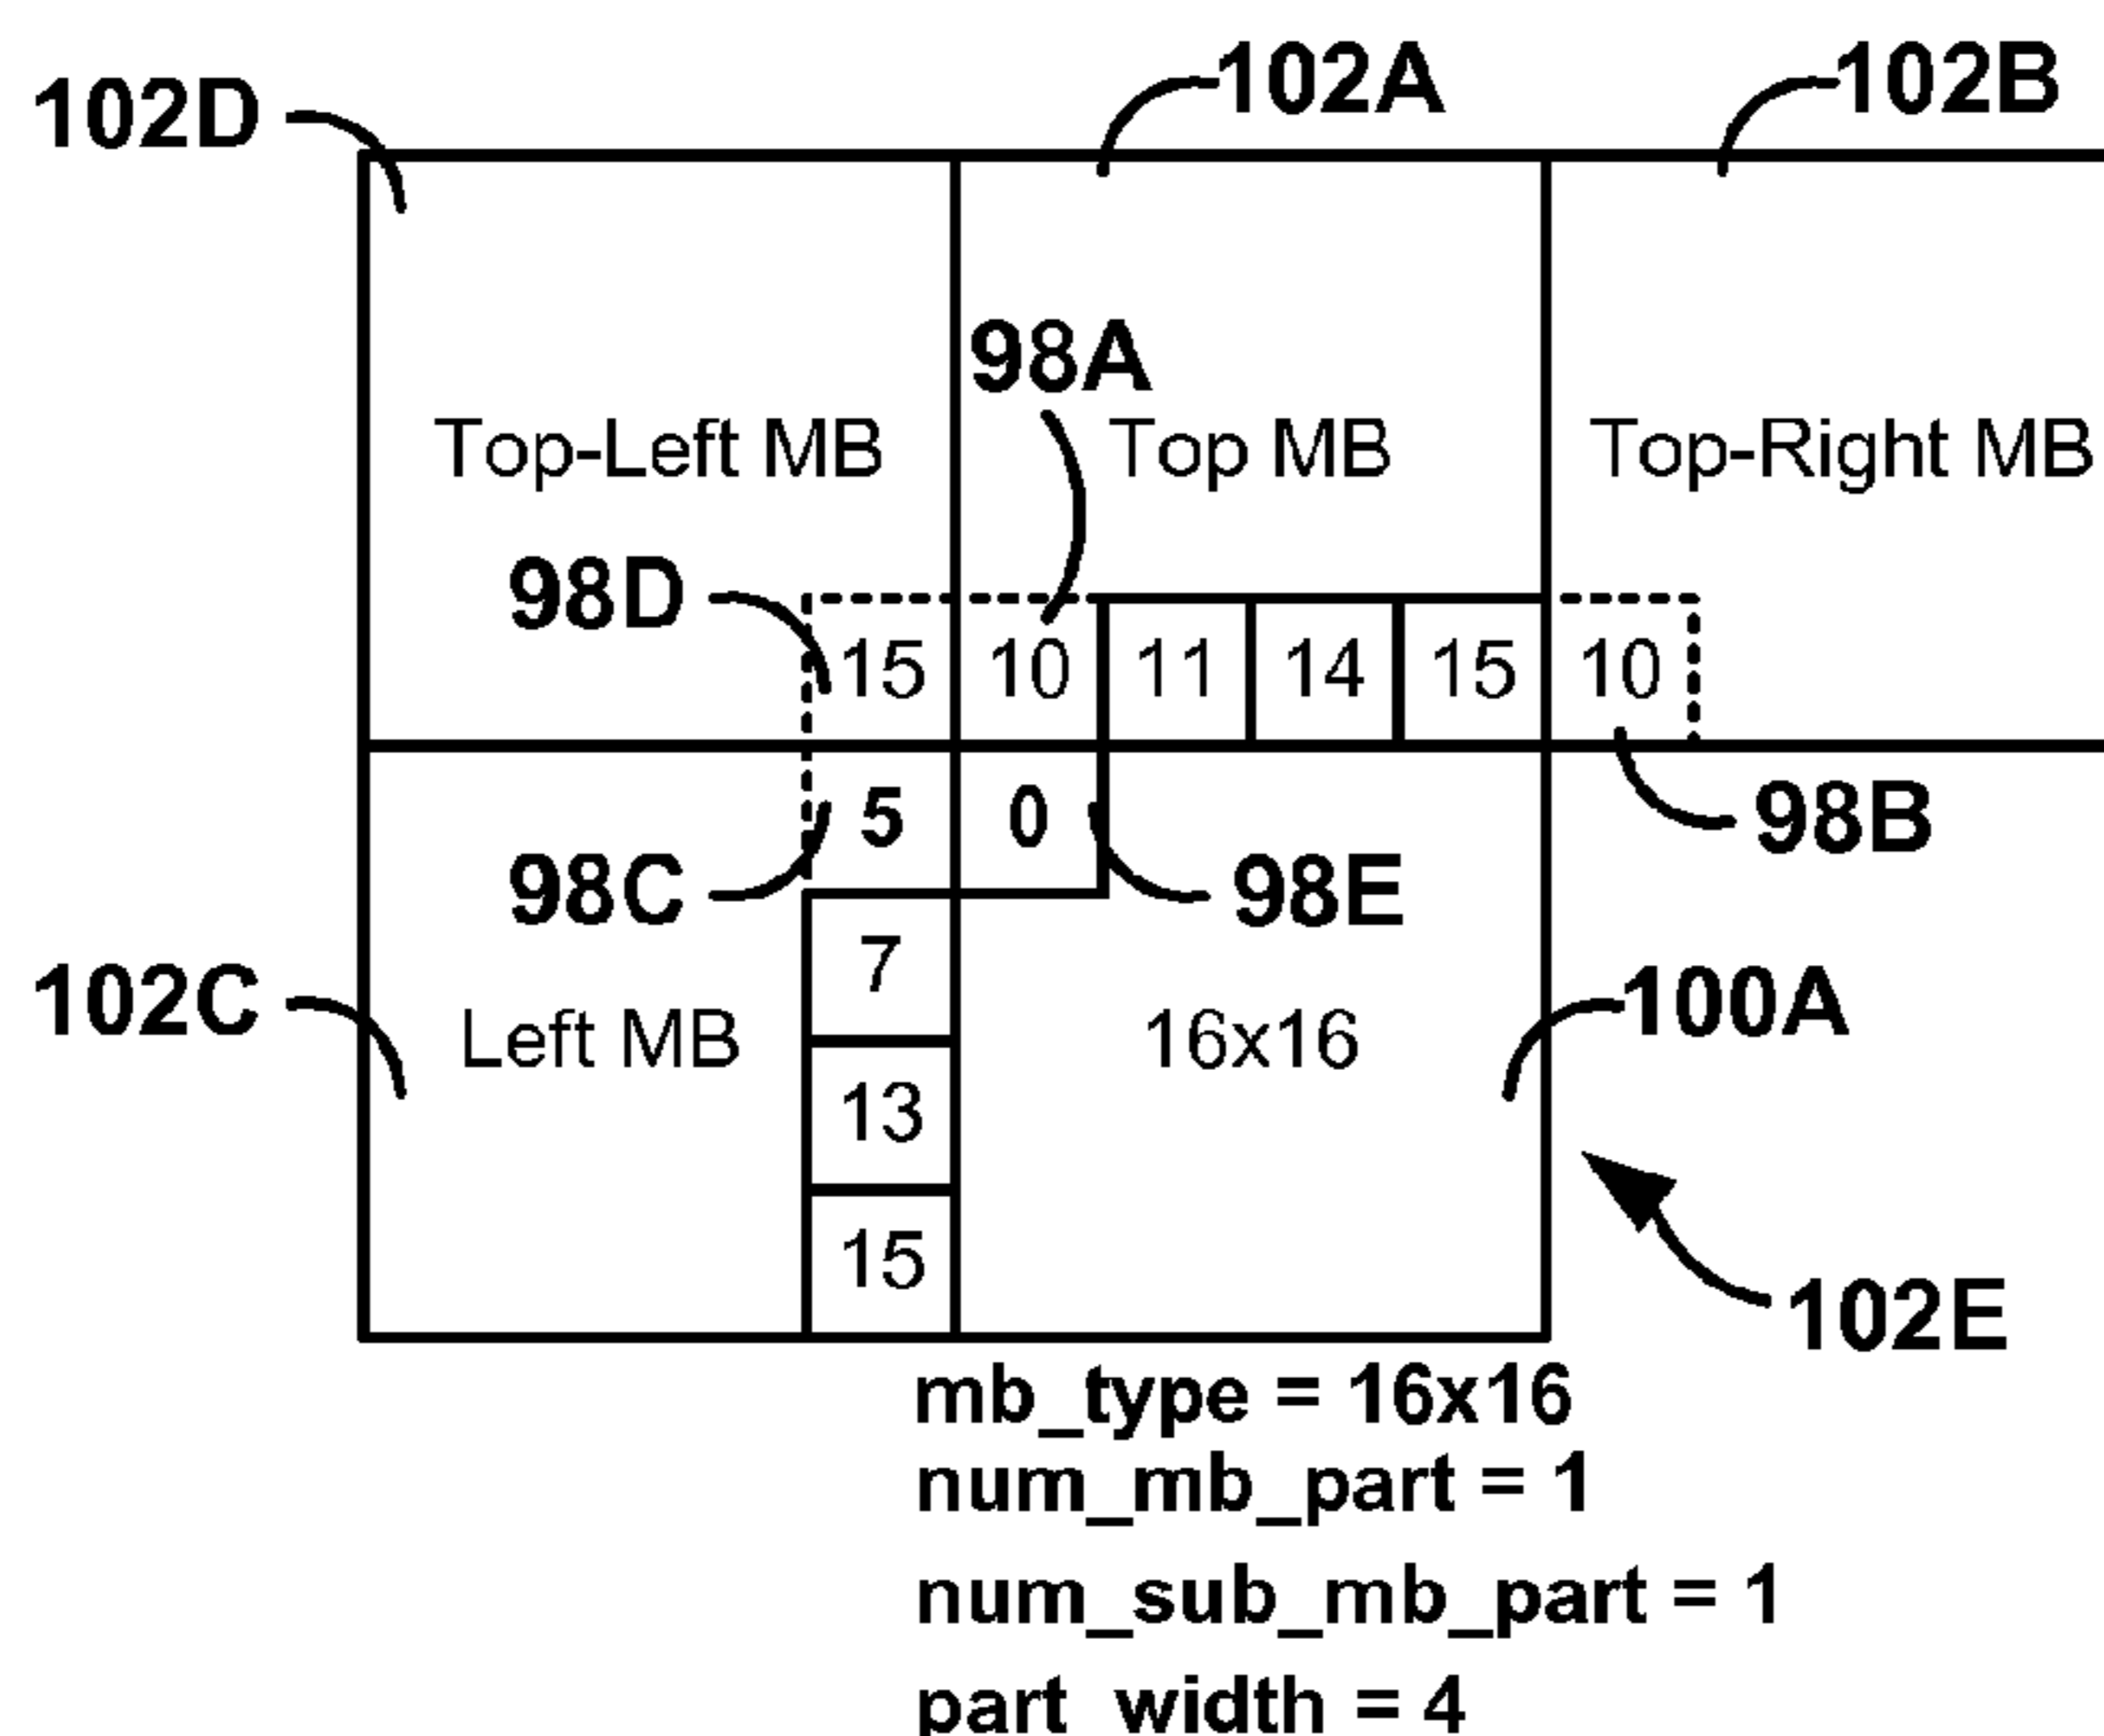 102D 102A 102B
98A
Top-Left MB Top MB Top-Right MB
98D
15 10 11 14 15 10
5 0 98B
98C 98E
7
102C 100A
Left MB 16x16
13
15
102E
mb_type = 16x16
num_mb_part = 1
num_sub_mb_part = 1
part_width = 4